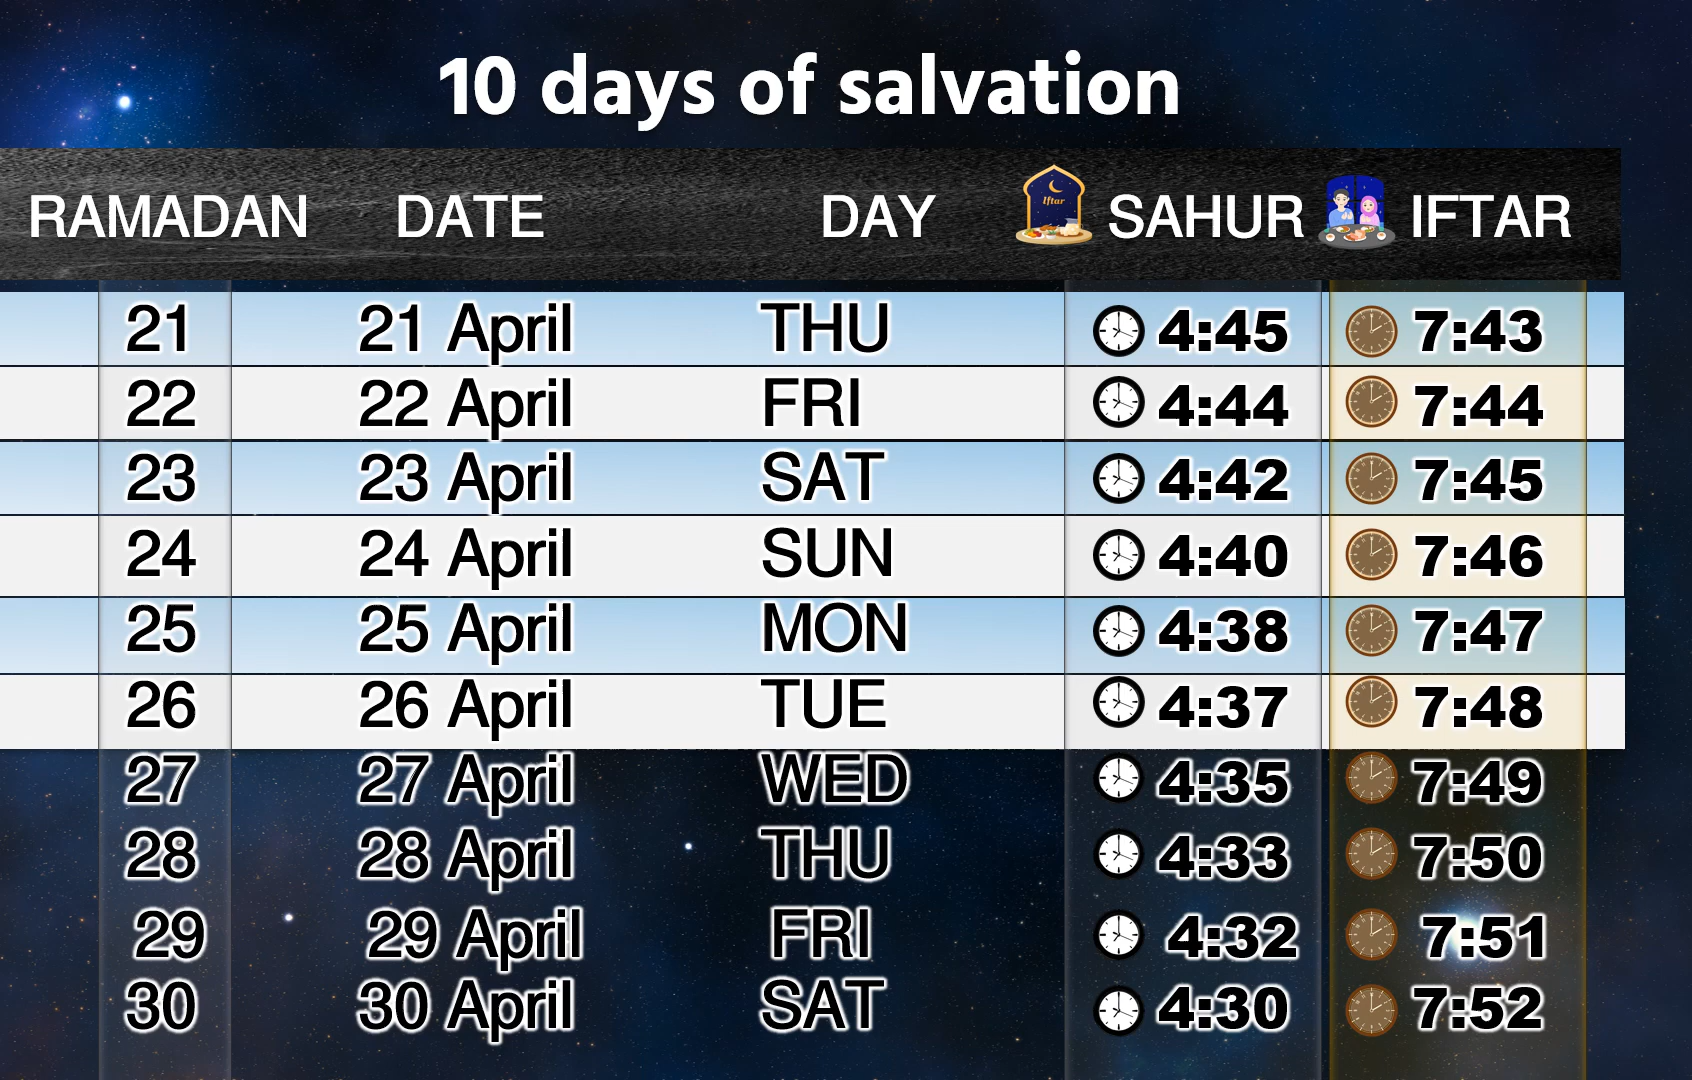 10 days of salvation
RAMADAN DATE DAY Iftar SAHUR IFTAR
21 21 April THU 4:45 7:43
22 22 April FRI 4:44 7:44
23 23 April SAT 4:42 7:45
24 24 April SUN 4:40 7:46
25 25 April MON 4:38 7:47
26 26 April TUE 4:37 7:48
27 27 April WED 4:35 7:49
28 28 April THU 4:33 7:50
29 29 April FRI 4:32 7:51
30 30 April SAT 4:30 7:52